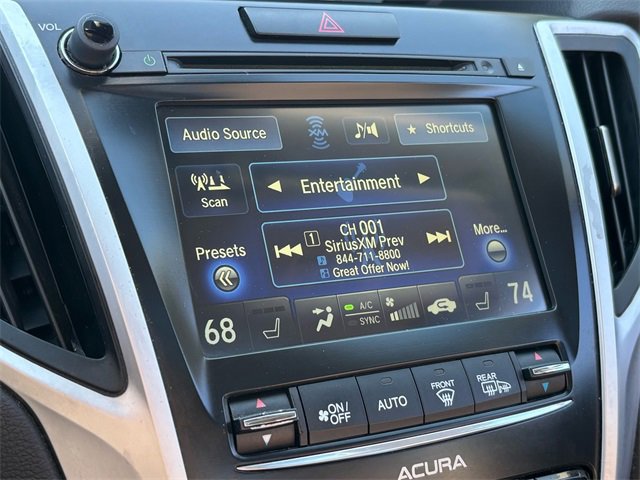 VOL
Audio Source
XM
Shortcuts
Scan
Entertainment
Presets
1
CH 001
SiriusXM Prev
844-711-8800
Great Offer Now!
More...
68
A/C
SYNC
74
ON/
OFF
AUTO
FRONT
REAR
ACURA